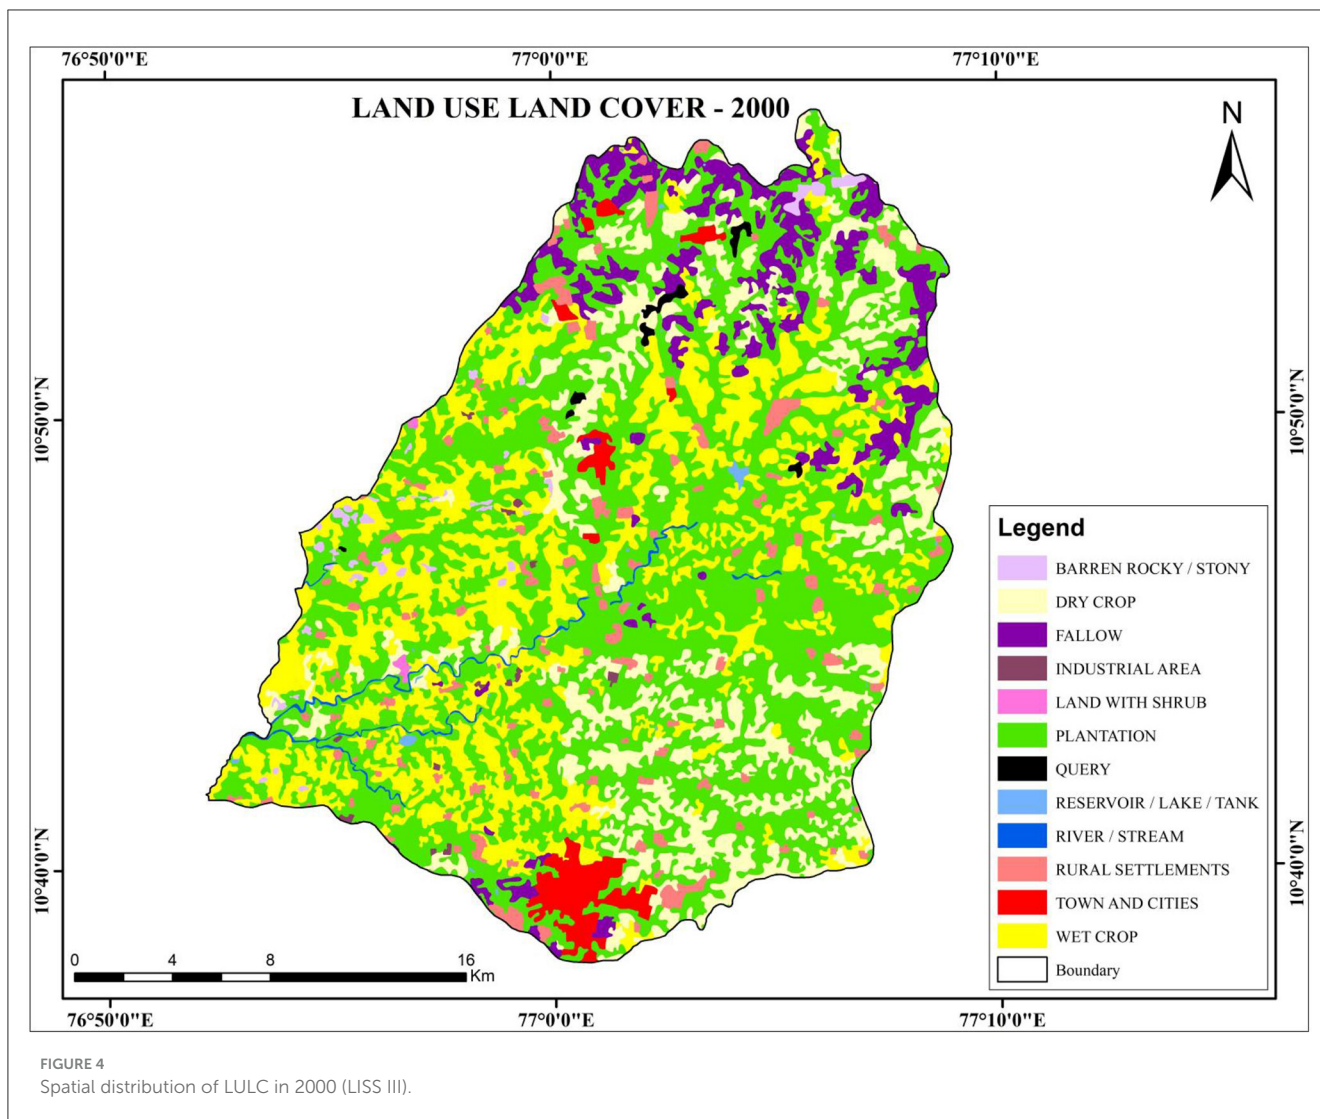 76°50'0"E 77°0'0"E 77°10'0"E
LAND USE LAND COVER - 2000
N
10°50'0"N
10°50'0"N
Legend
BARREN ROCKY / STONY
DRY CROP
FALLOW
INDUSTRIAL AREA
LAND WITH SHRUB
PLANTATION
QUERY
RESERVOIR / LAKE / TANK
RIVER / STREAM
RURAL SETTLEMENTS
TOWN AND CITIES
WET CROP
Boundary
10°40'0"N
10°40'0"N
0 4 8 16
Km
76°50'0"E 77°0'0"E 77°10'0"E
FIGURE 4
Spatial distribution of LULC in 2000 (LISS III).